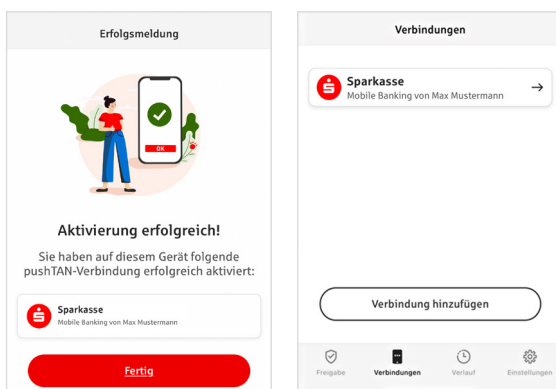 Erfolgsmeldung
OK
Aktivierung erfolgreich!
Sie haben auf diesem Gerät folgende
pushTAN-Verbindung erfolgreich aktiviert:
Sparkasse
Mobile Banking von Max Mustermann
Fertig
Verbindungen
Sparkasse
Mobile Banking von Max Mustermann
Verbindung hinzufügen
Freigabe
Verbindungen
Verlauf
Einstellungen